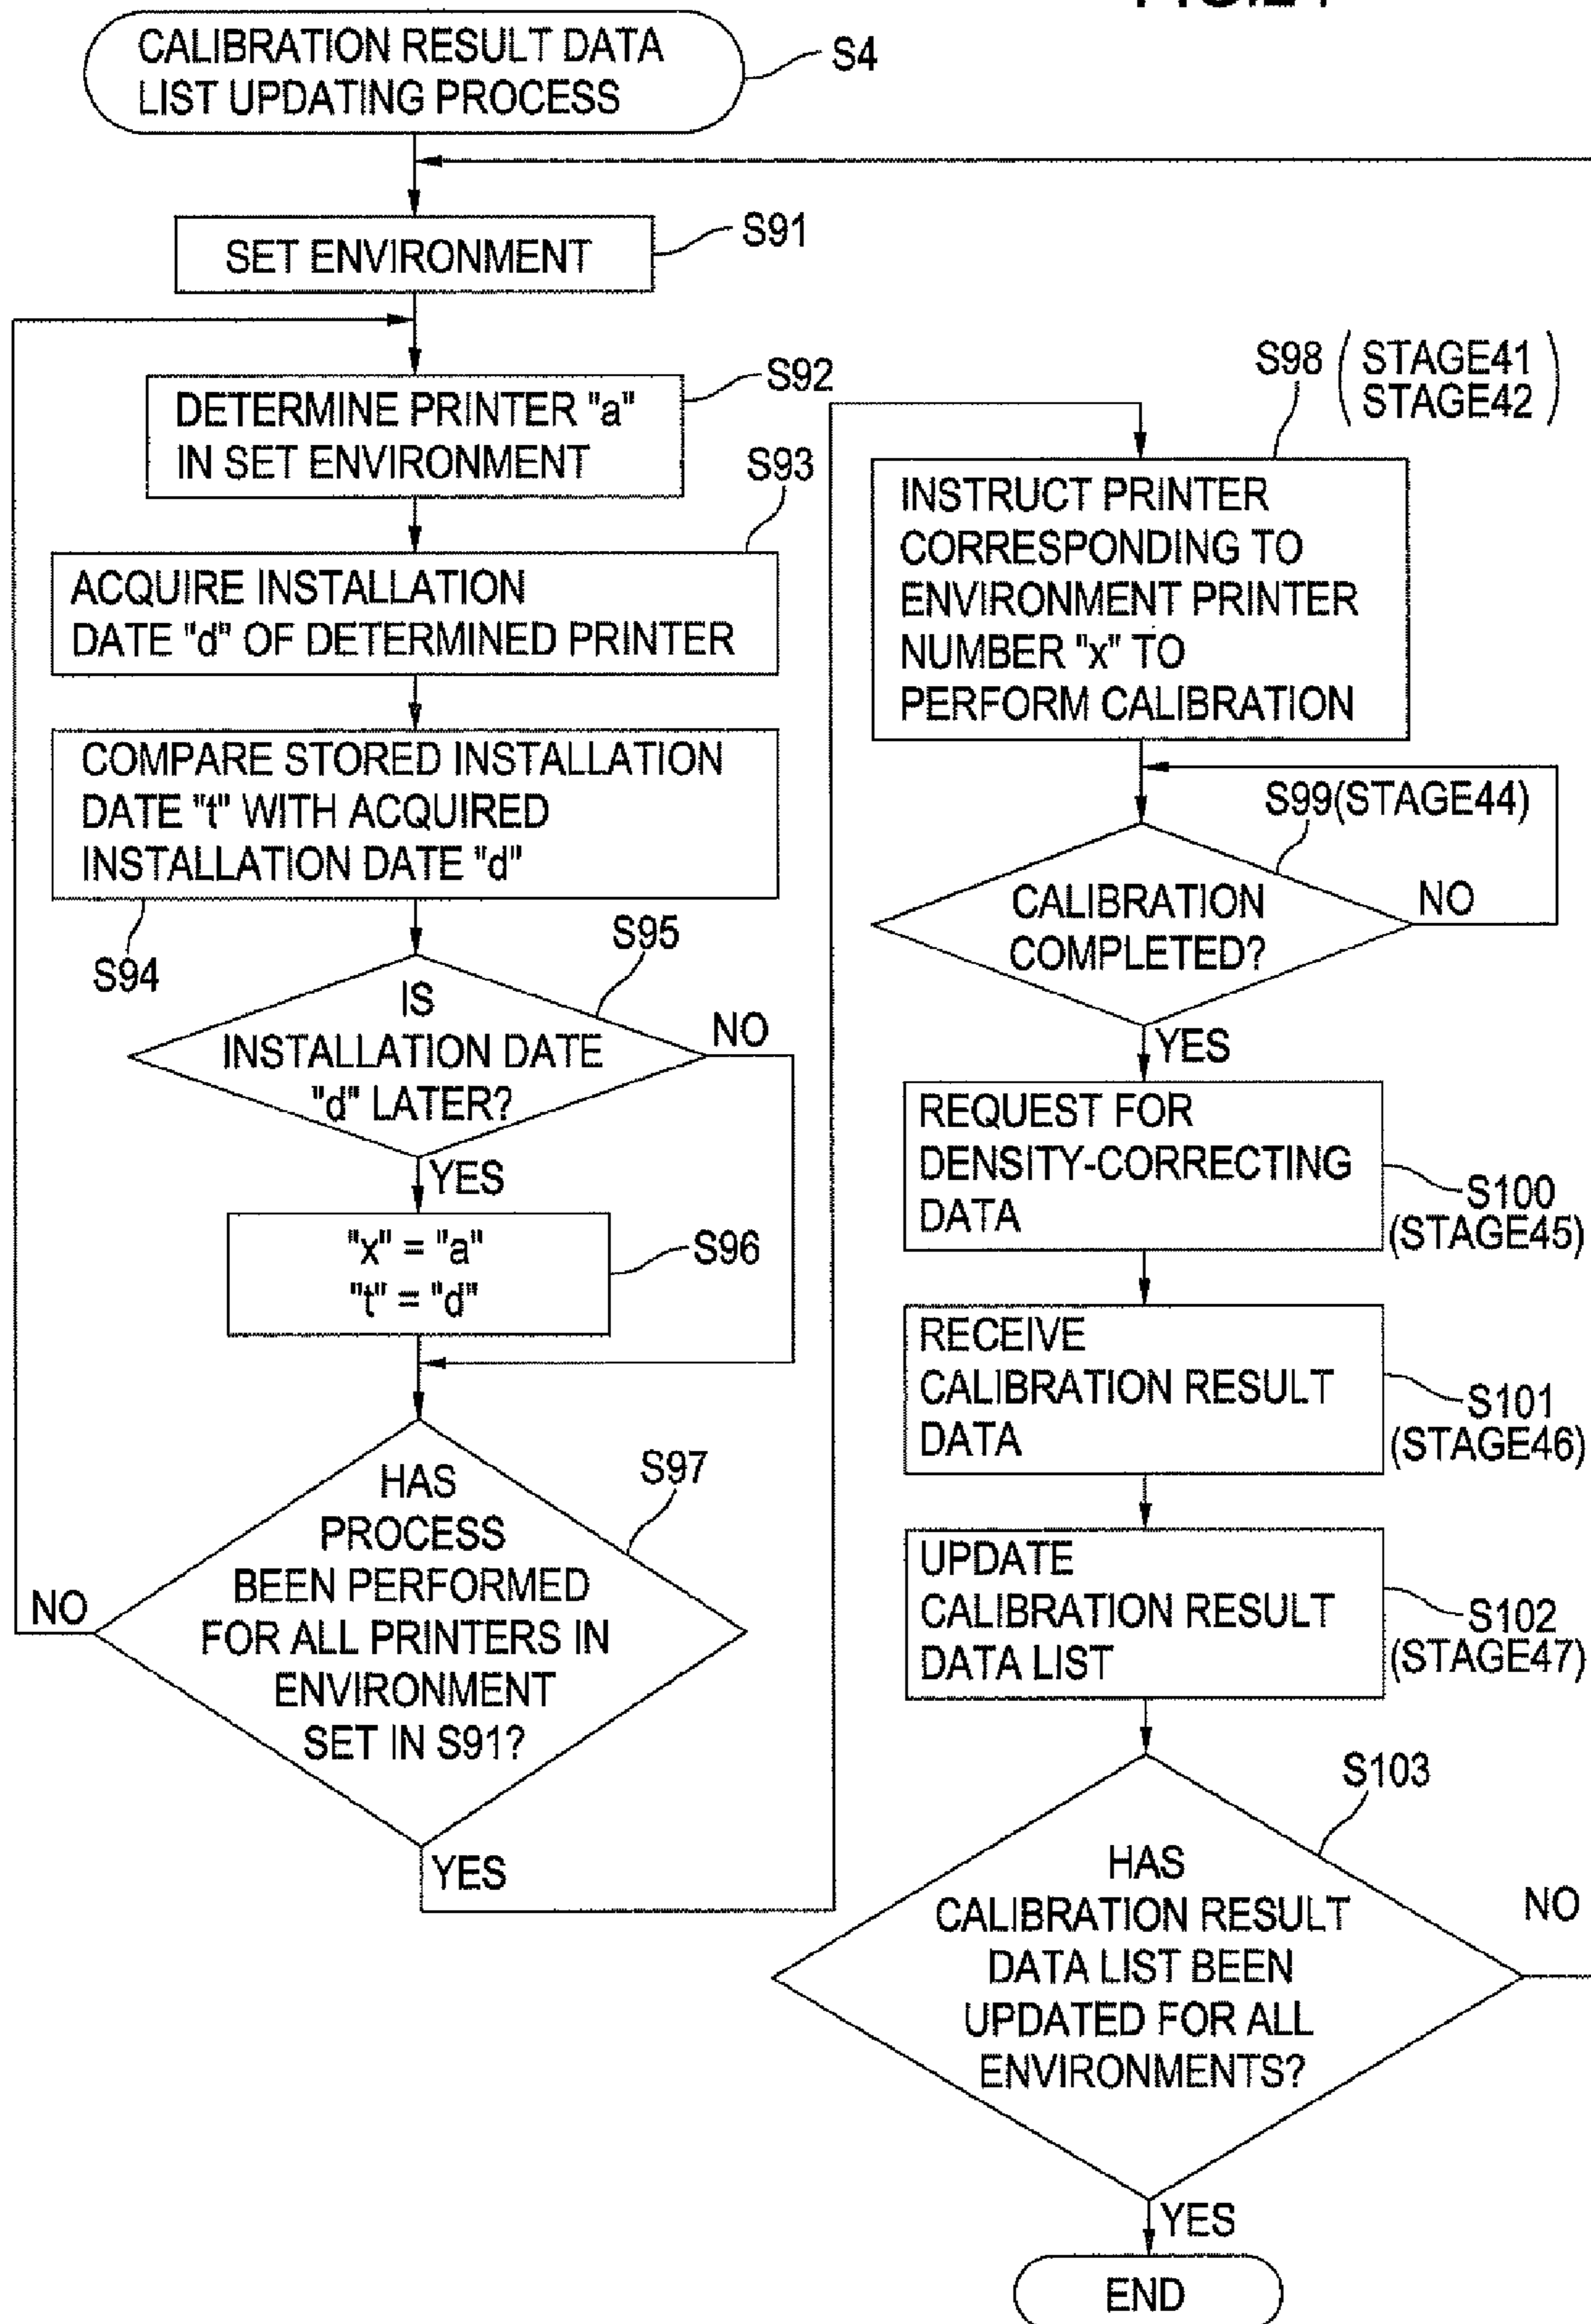 CALIBRATION RESULT DATA
LIST UPDATING PROCESS
S4
SET ENVIRONMENT
S91
DETERMINE PRINTER "a"
IN SET ENVIRONMENT
S92
ACQUIRE INSTALLATION
DATE "d" OF DETERMINED PRINTER
S93
COMPARE STORED INSTALLATION
DATE "t" WITH ACQUIRED
INSTALLATION DATE "d"
S94
IS
INSTALLATION DATE
"d" LATER?
S95
NO
YES
"x" = "a"
"t" = "d"
S96
HAS
PROCESS
BEEN PERFORMED
FOR ALL PRINTERS IN
ENVIRONMENT
SET IN S91?
S97
NO
YES
S98 (STAGE41
STAGE42)
INSTRUCT PRINTER
CORRESPONDING TO
ENVIRONMENT PRINTER
NUMBER "x" TO
PERFORM CALIBRATION
S99(STAGE44)
CALIBRATION
COMPLETED?
NO
YES
REQUEST FOR
DENSITY-CORRECTING
DATA
S100
(STAGE45)
RECEIVE
CALIBRATION RESULT
DATA
S101
(STAGE46)
UPDATE
CALIBRATION RESULT
DATA LIST
S102
(STAGE47)
S103
HAS
CALIBRATION RESULT
DATA LIST BEEN
UPDATED FOR ALL
ENVIRONMENTS?
NO
YES
END